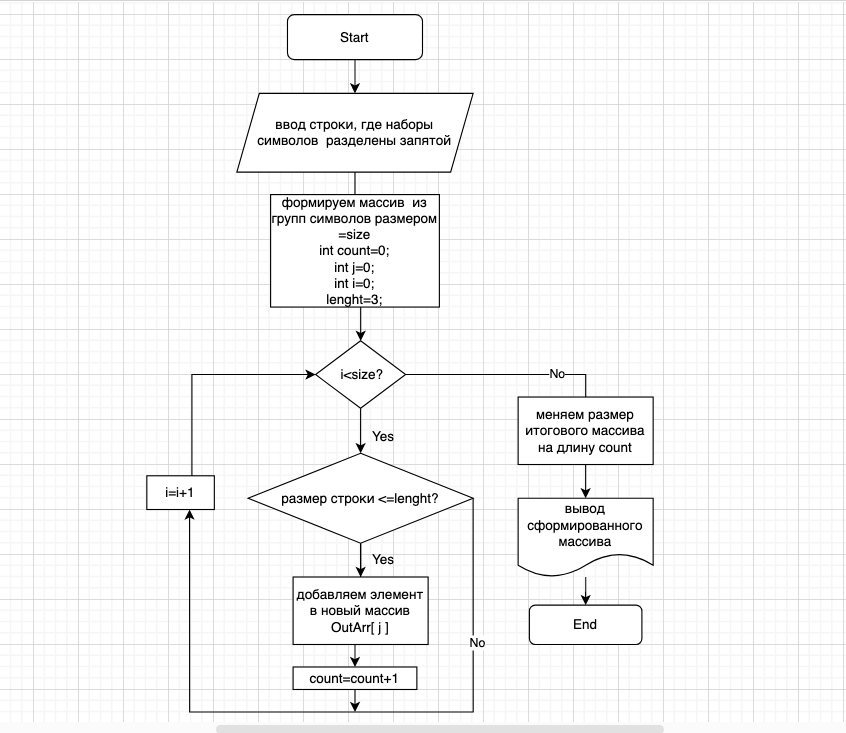 Start
ввод строки, где наборы
символов разделены запятой
формируем массив из
групп символов размером
=size
int count=0;
int j=0;
int i=0;
lenght=3;
i<size?
No
Yes
меняем размер
итогового массива
на длину count
i=i+1
размер строки <=lenght?
вывод
сформированного
массива
Yes
добавляем элемент
в новый массив
OutArr[ j ]
End
No
count=count+1